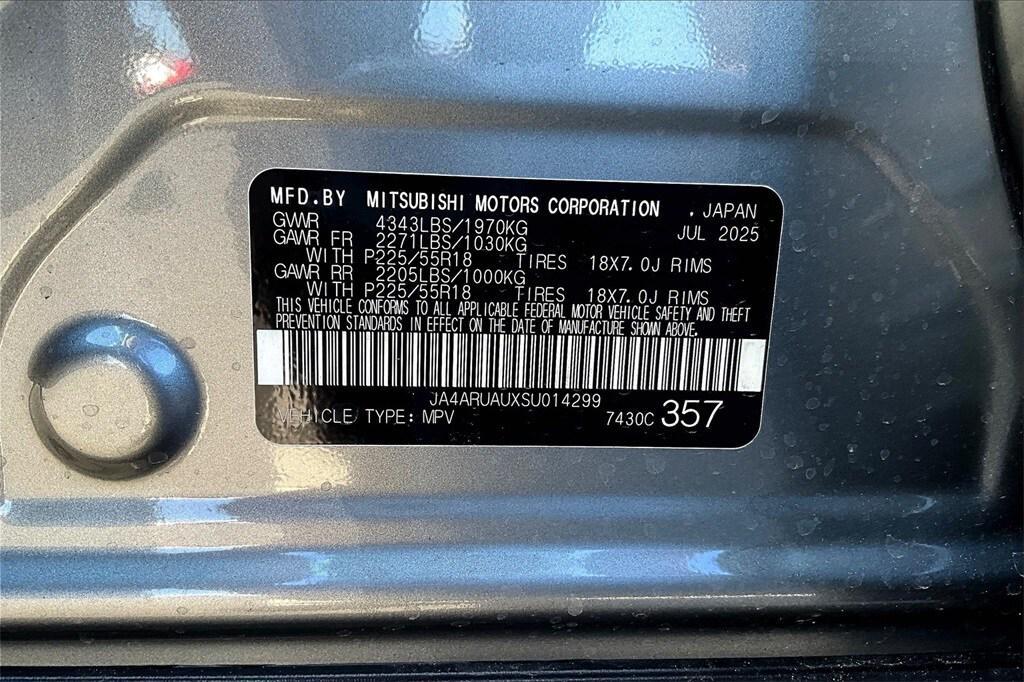 MFD.BY MITSUBISHI MOTORS CORPORATION . JAPAN
GVWR 4343LBS/1970KG JUL 2025
GAWR FR 2271LBS/1030KG
WITH P225/55R18 TIRES 18X7.0J RIMS
GAWR RR 2205LBS/1000KG
WITH P225/55R18 TIRES 18X7.0J RIMS
THIS VEHICLE CONFORMS TO ALL APPLICABLE FEDERAL MOTOR VEHICLE SAFETY AND THEFT
PREVENTION STANDARDS IN EFFECT ON THE DATE OF MANUFACTURE SHOWN ABOVE.
JA4ARUAUXSU014299
VEHICLE TYPE: MPV 7430C 357